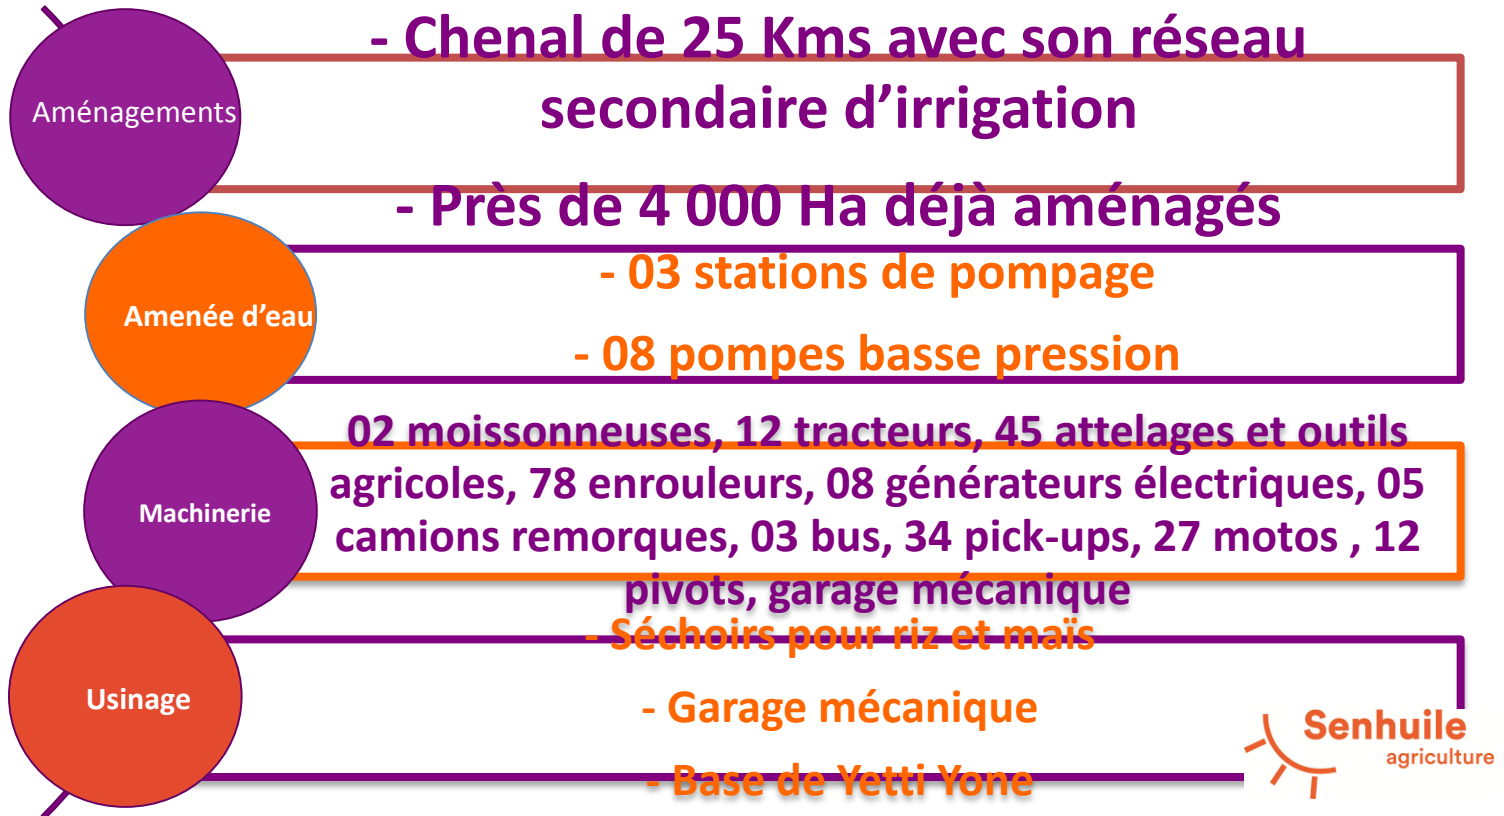 Aménagements
- Chenal de 25 Kms avec son réseau
secondaire d’irrigation
- Près de 4 000 Ha déjà aménagés
Amenée d’eau
- 03 stations de pompage
- 08 pompes basse pression
Machinerie
02 moissonneuses, 12 tracteurs, 45 attelages et outils
agricoles, 78 enrouleurs, 08 générateurs électriques, 05
camions remorques, 03 bus, 34 pick-ups, 27 motos , 12
pivots, garage mécanique
Usinage
- Séchoirs pour riz et maïs
- Garage mécanique
- Base de Yetti Yone
Senhuile
agriculture